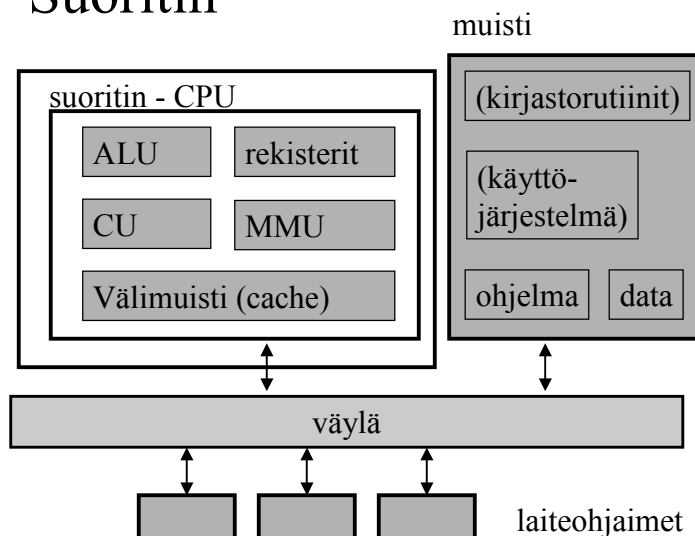 Suoritin
muisti
suoritin - CPU
ALU
rekisterit
CU
MMU
Välimuisti (cache)
(kirjastorutiinit)
(käyttö-
järjestelmä)
ohjelma
data
väylä
laiteohjaimet